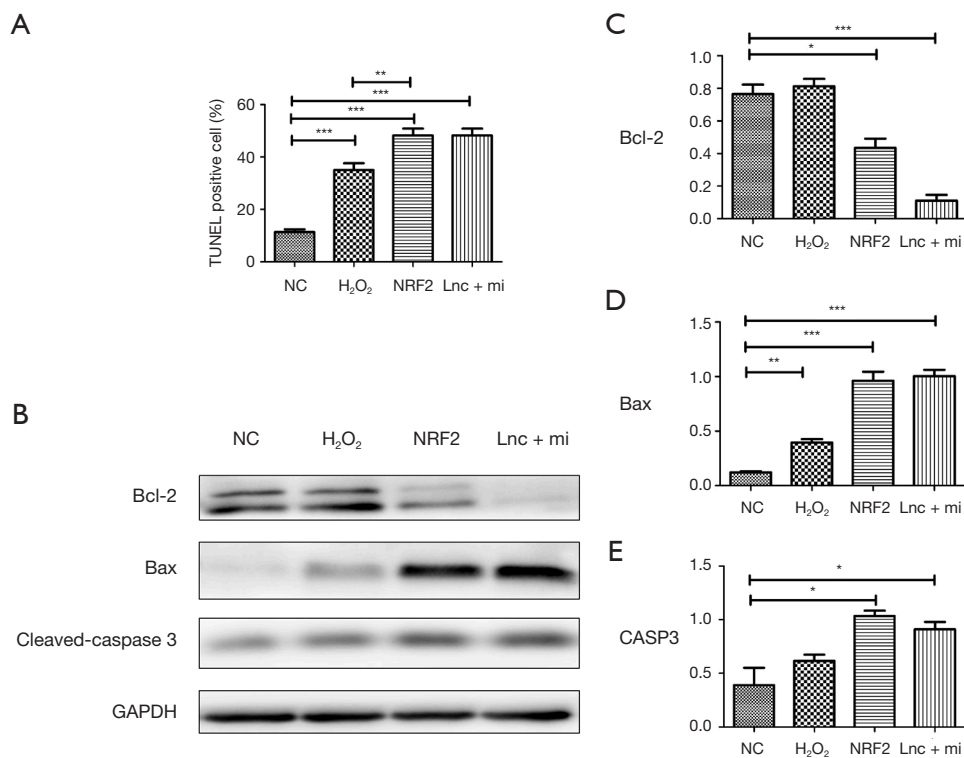 A
**
***
***
***
TUNEL positive cell (%)
60
40
20
0
NC H₂O₂ NRF2 Lnc + mi
B
NC H₂O₂ NRF2 Lnc + mi
Bcl-2
Bax
Cleaved-caspase 3
GAPDH
C
***
*
Bcl-2
1.0
0.8
0.6
0.4
0.2
0.0
NC H₂O₂ NRF2 Lnc + mi
D
***
***
**
Bax
1.5
1.0
0.5
0.0
NC H₂O₂ NRF2 Lnc + mi
E
*
*
CASP3
1.5
1.0
0.5
0.0
NC H₂O₂ NRF2 Lnc + mi